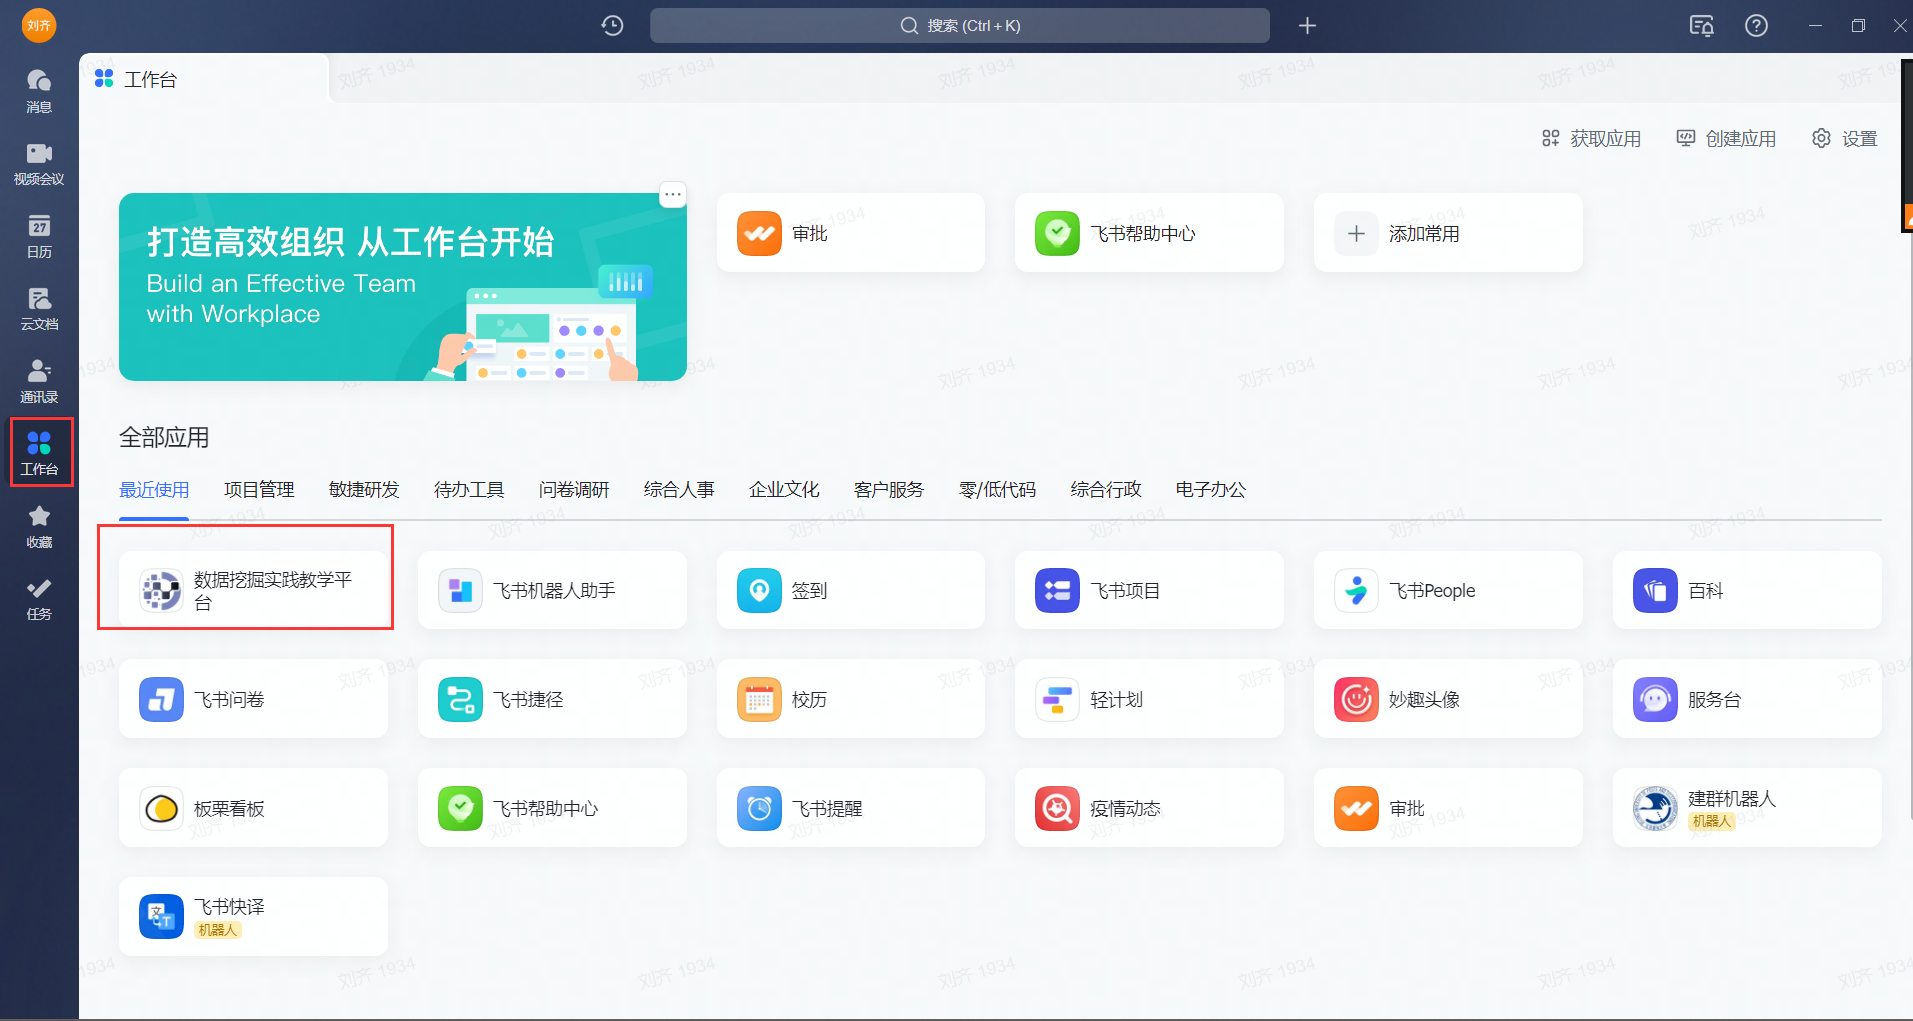 刘齐
搜索 (Ctrl + K)
消息
视频会议
27
日历
云文档
通讯录
工作台
收藏
任务
工作台
获取应用
创建应用
设置
打造高效组织 从工作台开始
Build an Effective Team
with Workplace
审批
飞书帮助中心
添加常用
全部应用
最近使用
项目管理
敏捷研发
待办工具
问卷调研
综合人事
企业文化
客户服务
零/低代码
综合行政
电子办公
数据挖掘实践教学平
台
飞书机器人助手
签到
飞书项目
飞书People
百科
飞书问卷
飞书捷径
校历
轻计划
妙趣头像
服务台
板栗看板
飞书帮助中心
飞书提醒
疫情动态
审批
建群机器人
机器人
飞书快译
机器人
刘齐 1934